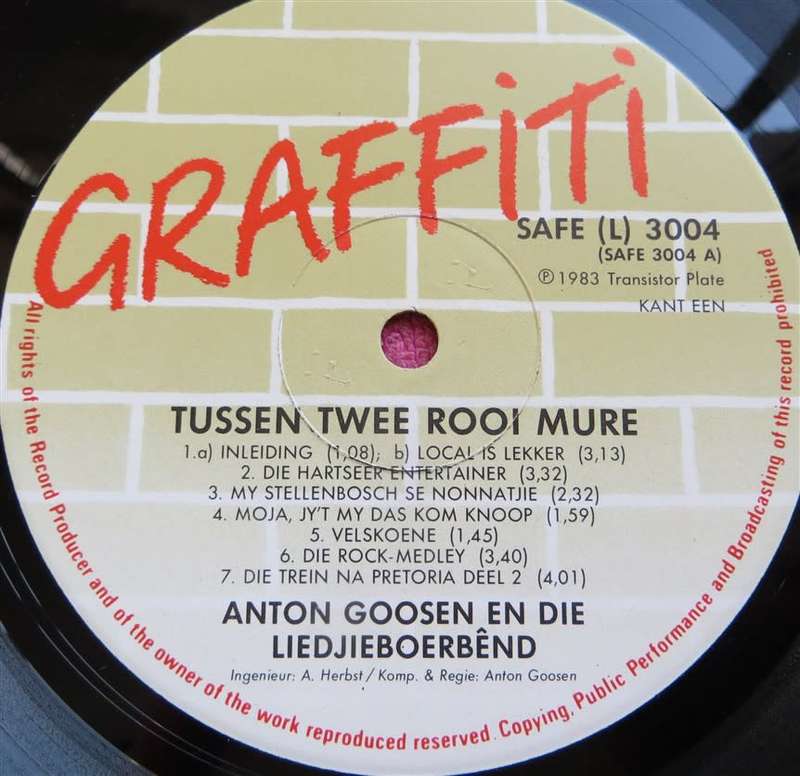 GRAFFiTi
SAFE (L) 3004
(SAFE 3004 A)
℗ 1983 Transistor Plate
KANT EEN
TUSSEN TWEE ROOI MURE
1.a) INLEIDING (1,08); b) LOCAL IS LEKKER (3,13)
2. DIE HARTSEER ENTERTAINER (3,32)
3. MY STELLENBOSCH SE NONNATJIE (2,32)
4. MOJA, JY'T MY DAS KOM KNOOP (1,59)
5. VELSKOENE (1,45)
6. DIE ROCK-MEDLEY (3,40)
7. DIE TREIN NA PRETORIA DEEL 2 (4,01)
ANTON GOOSEN EN DIE
LIEDJIEBOERBÊND
Ingenieur: A. Herbst / Komp. & Regie: Anton Goosen
All rights of the Record Producer and of the owner of the work reproduced reserved. Copying, Public Performance and Broadcasting of this record prohibited